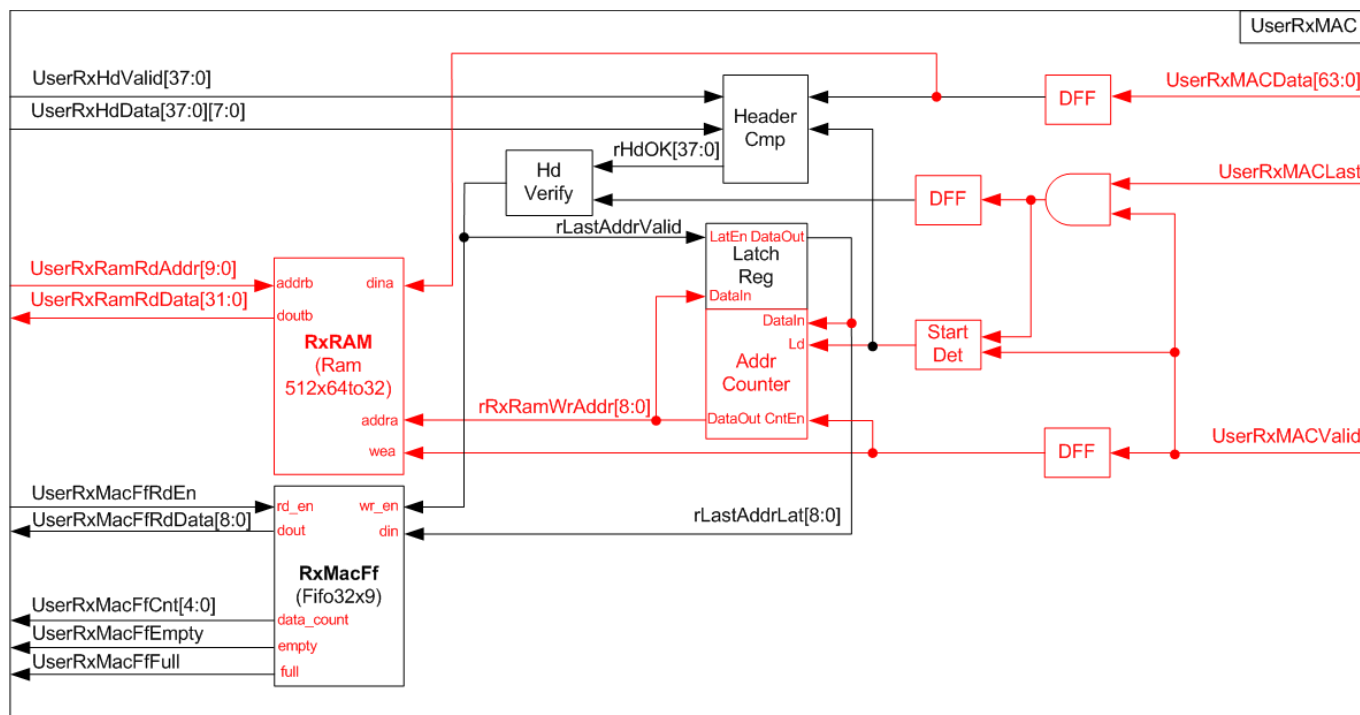 UserRxMAC
UserRxHdValid[37:0]
UserRxMACData[63:0]
DFF
UserRxHdData[37:0][7:0]
Header
Cmp
rHdOK[37:0]
Hd
Verify
UserRxMACLast
DFF
rLastAddrValid
LatEn DataOut
Latch
Reg
DataIn
UserRxRamRdAddr[9:0]
addrb
dina
UserRxRamRdData[31:0]
doutb
RxRAM
(Ram
512x64to32)
DataIn
Ld
Start
Det
Addr
Counter
rRxRamWrAddr[8:0]
addra
DataOut CntEn
wea
DFF
UserRxMACValid
UserRxMacFfRdEn
rd_en
wr_en
UserRxMacFfRdData[8:0]
dout
din
rLastAddrLat[8:0]
RxMacFf
(Fifo32x9)
UserRxMacFfCnt[4:0]
data_count
UserRxMacFfEmpty
empty
UserRxMacFfFull
full